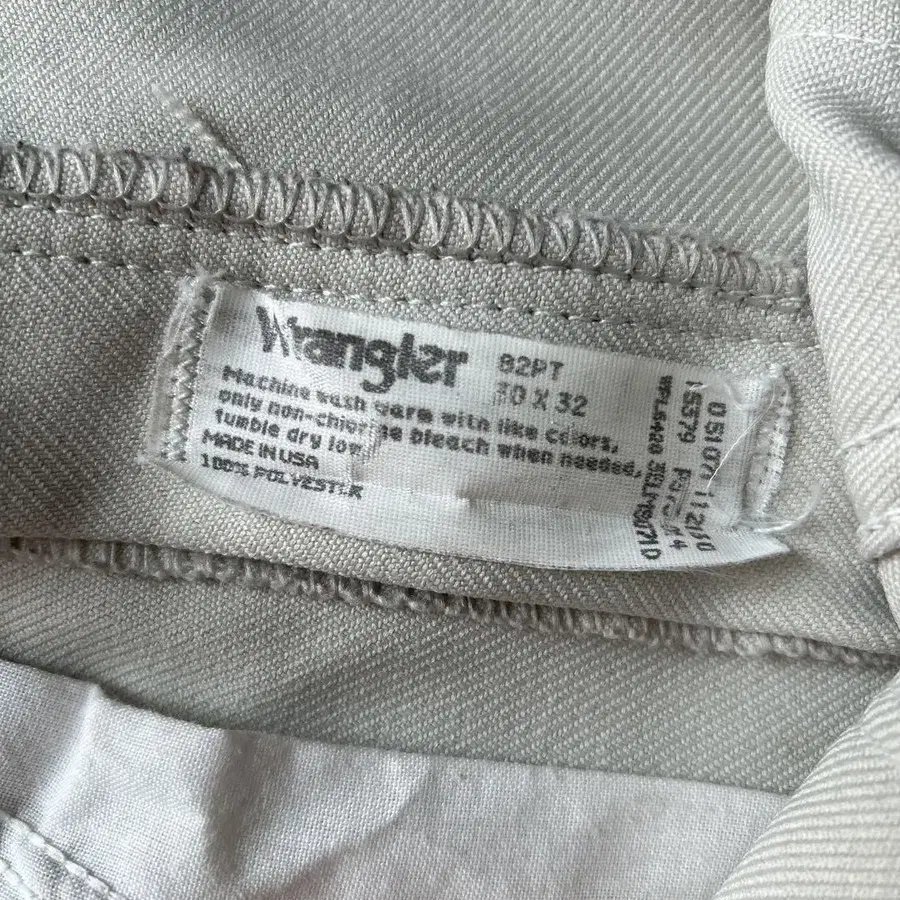 Wrangler
82PT
30 X 32
Machine wash warm with like colors,
only non-chlorine bleach when needed,
tumble dry low
MADE IN USA
100% POLYESTER
15379